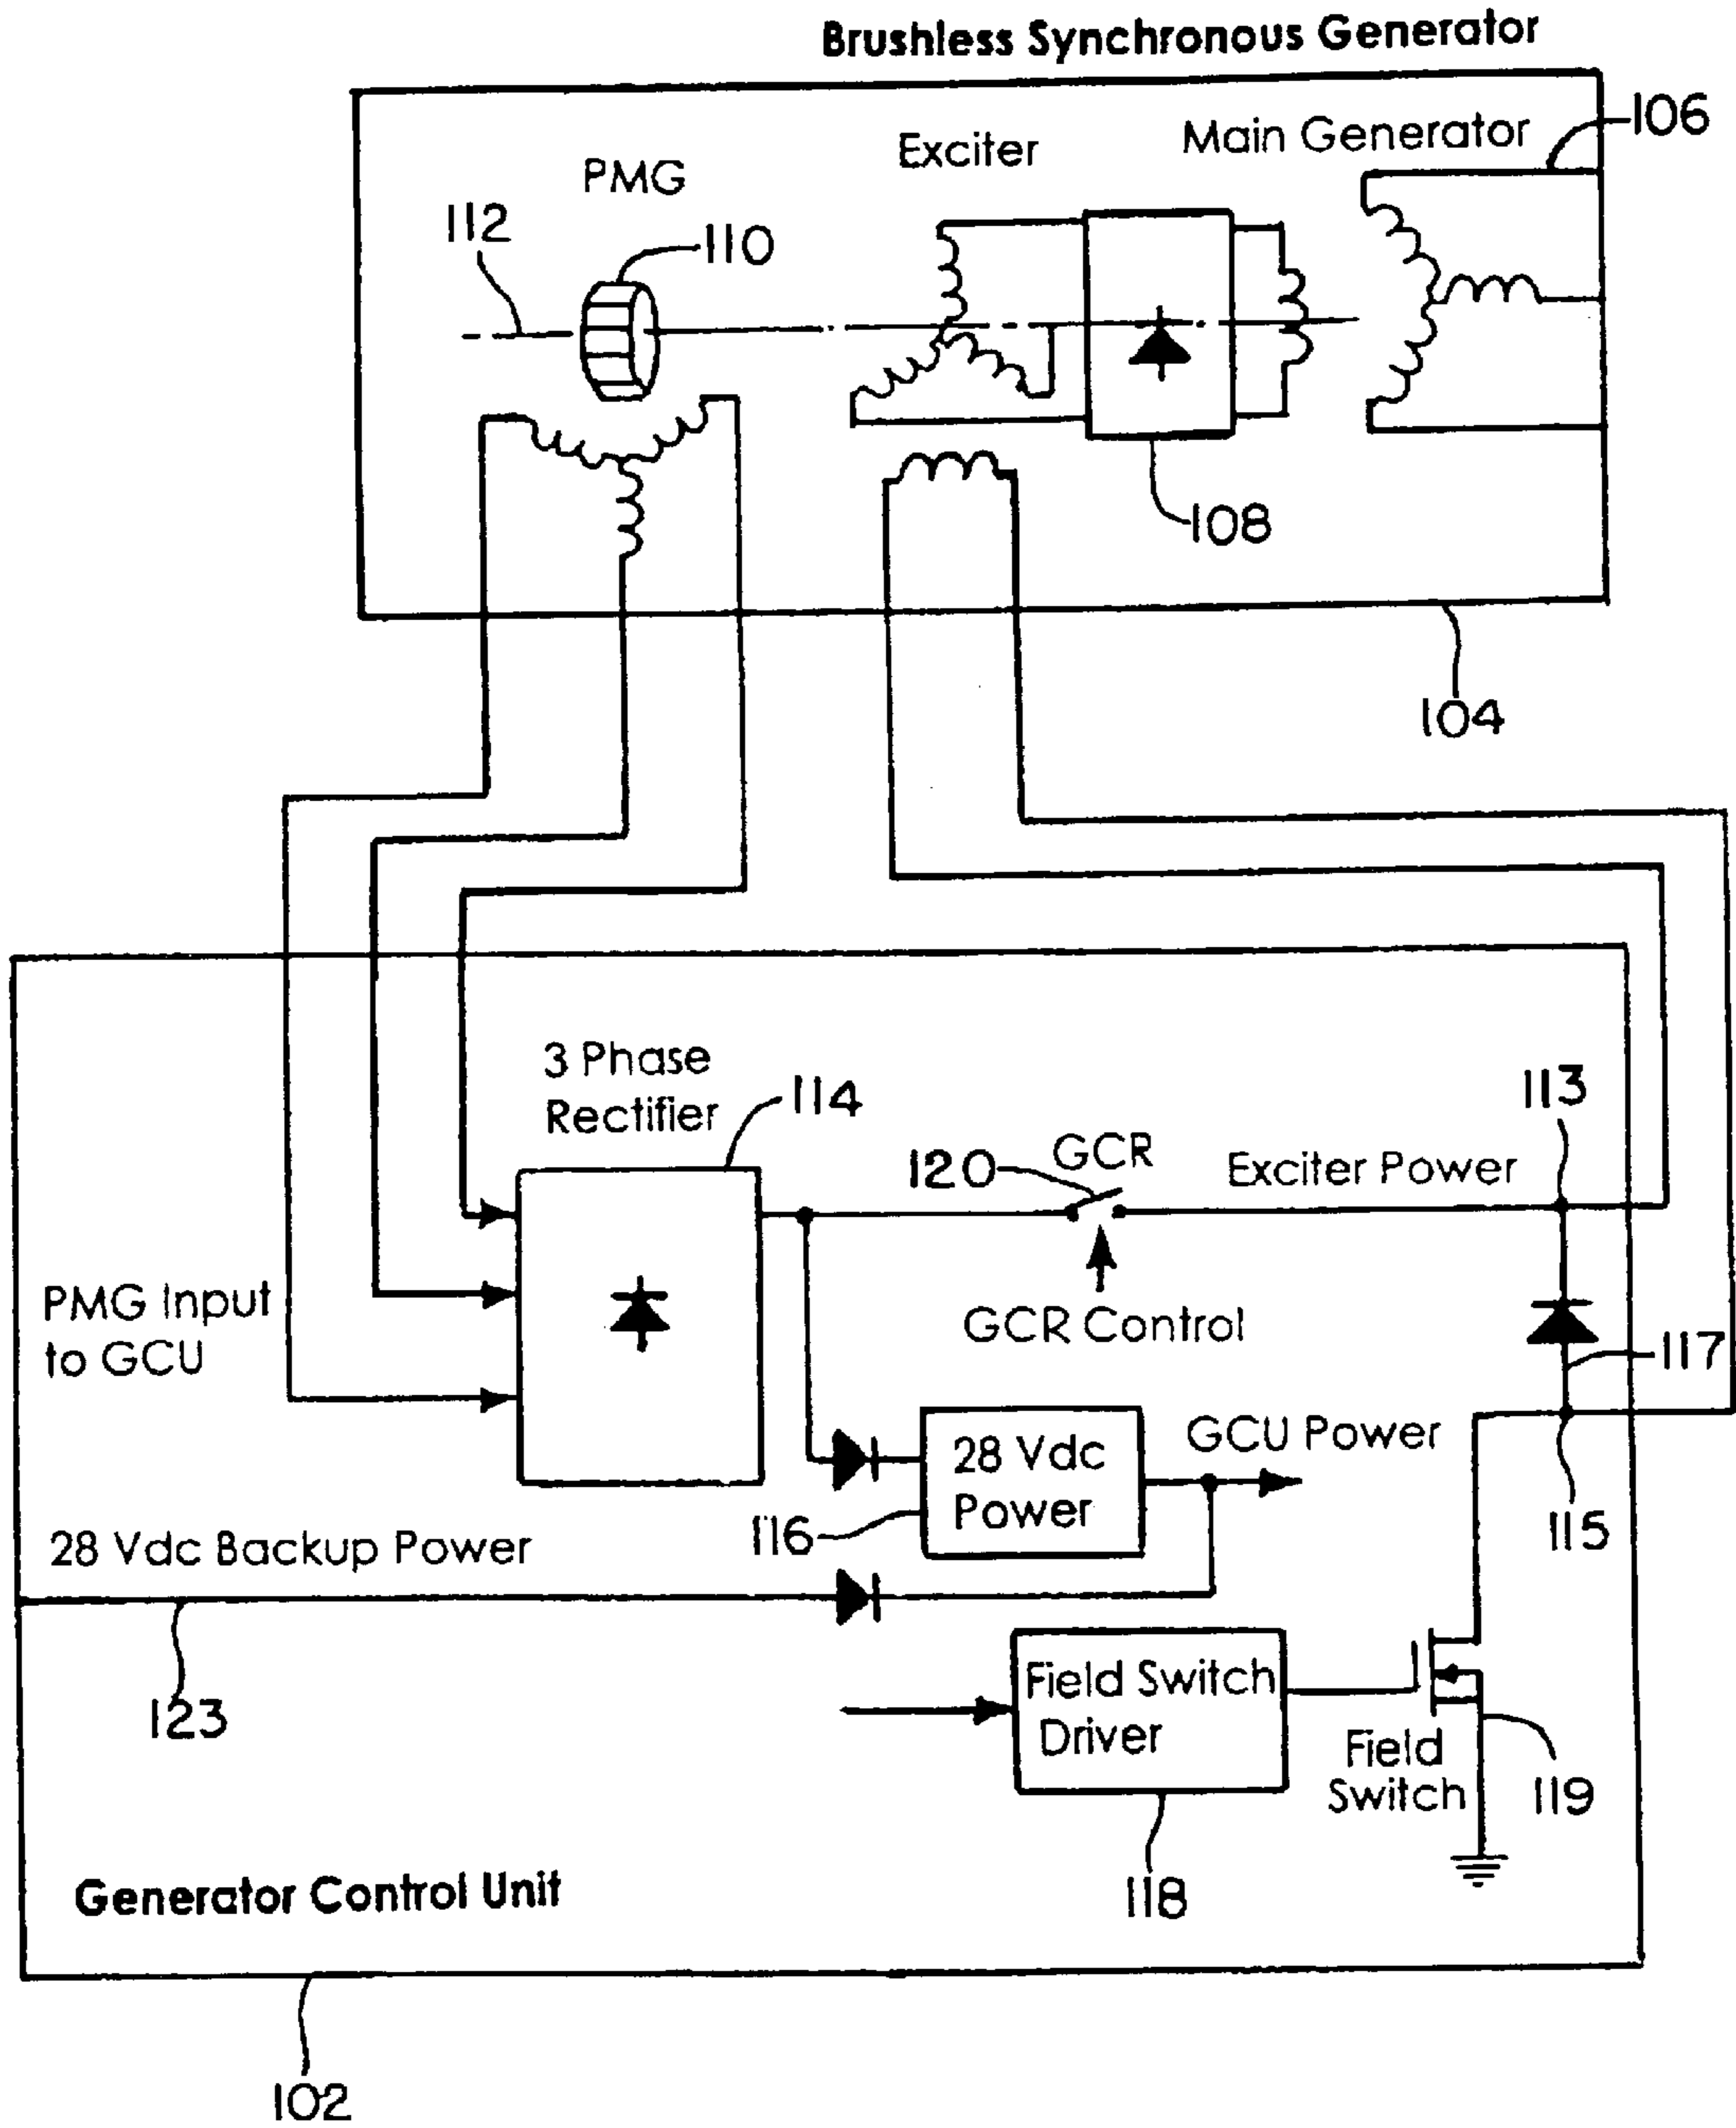 Brushless Synchronous Generator
Main Generator
106
Exciter
PMG
112
110
108
104
3 Phase
Rectifier
114
113
120
GCR
Exciter Power
PMG Input
to GCU
GCR Control
117
28 Vdc
Power
GCU Power
116
115
28 Vdc Backup Power
123
Field Switch
Driver
Field
Switch
119
118
Generator Control Unit
102